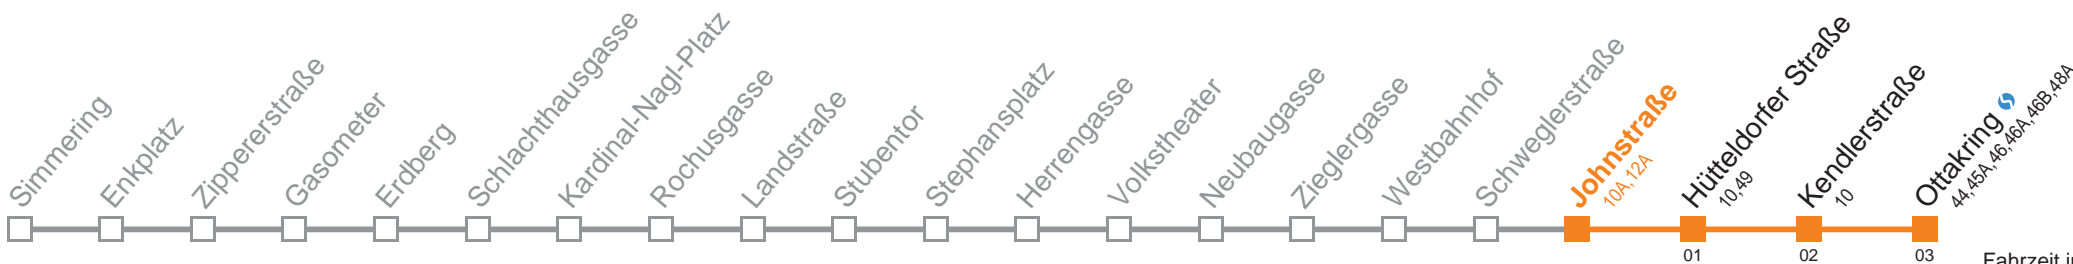 Simmering
Enkplatz
Zippererstraße
Gasometer
Erdberg
Schlachthausgasse
Kardinal-Nagl-Platz
Rochusgasse
Landstraße
Stubentor
Stephansplatz
Herrengasse
Volkstheater
Neubaugasse
Zieglergasse
Westbahnhof
Schweglerstraße
Johnstraße
10A,12A
Hütteldorfer Straße
10,49
Kendlerstraße
10
Ottakring
44,45A,46,46A,46B,48A
01
02
03
Fahrzeit i